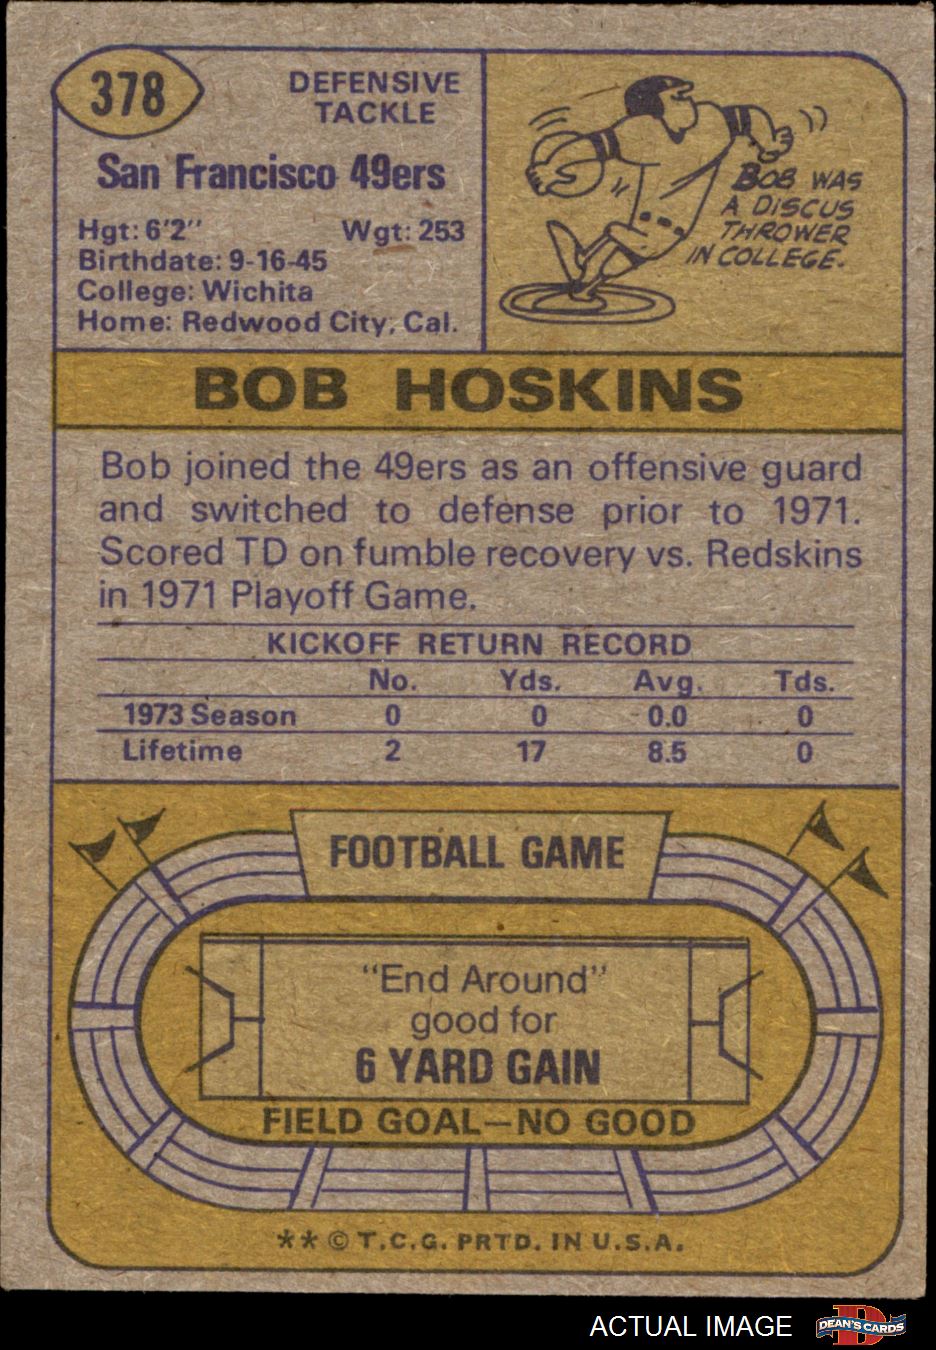 378
DEFENSIVE
TACKLE
San Francisco 49ers
Hgt: 6'2" Wgt: 253
Birthdate: 9-16-45
College: Wichita
Home: Redwood City, Cal.
BOB WAS
A DISCUS
THROWER
IN COLLEGE.
BOB HOSKINS
Bob joined the 49ers as an offensive guard
and switched to defense prior to 1971.
Scored TD on fumble recovery vs. Redskins
in 1971 Playoff Game.
KICKOFF RETURN RECORD
No. Yds. Avg. Tds.
1973 Season 0 0 0.0 0
Lifetime 2 17 8.5 0
FOOTBALL GAME
"End Around"
good for
6 YARD GAIN
FIELD GOAL—NO GOOD
** © T.C.G. PRTD. IN U.S.A.
ACTUAL IMAGE
D
DEAN'S CARDS